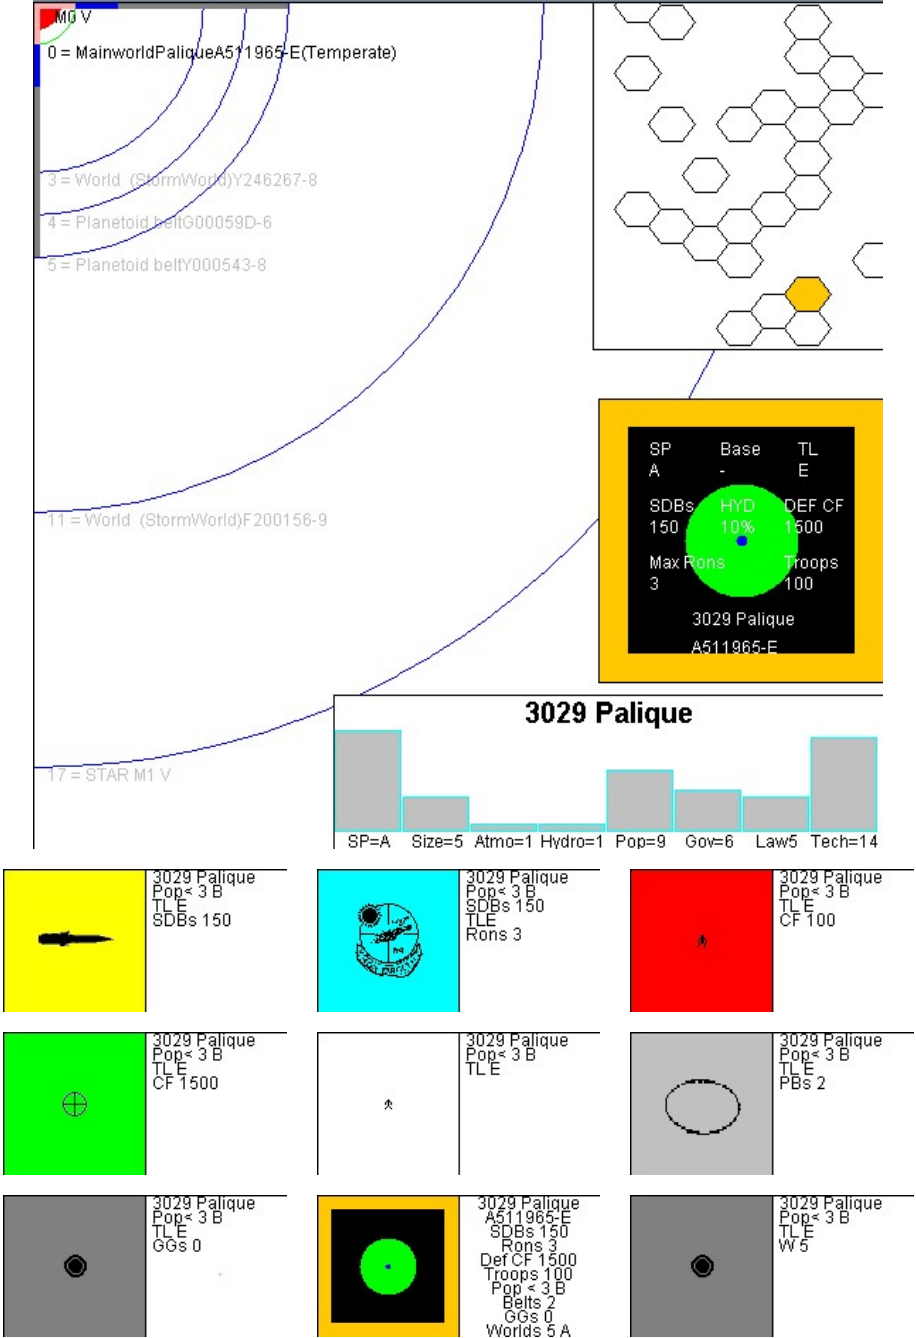 M0 V
0 = MainworldPaliqueA511965-E(Temperate)
3 = World (StormWorld)Y246267-8
4 = Planetoid beltG00059D-6
5 = Planetoid beltY000543-8
11 = World (StormWorld)F200156-9
17 = STAR M1 V
SP Base TL
A - E
SDBs HYD DEF CF
150 10% 1500
Max Rons Troops
3 100
3029 Palique
A511965-E
3029 Palique
SP=A Size=5 Atmo=1 Hydro=1 Pop=9 Gov=6 Law5 Tech=14
3029 Palique
Pop< 3 B
TL E
SDBs 150
3029 Palique
Pop< 3 B
SDBs 150
TLE
Rons 3
3029 Palique
Pop< 3 B
TL E
CF 100
3029 Palique
Pop< 3 B
TL E
CF 1500
3029 Palique
Pop< 3 B
TL E
3029 Palique
Pop< 3 B
TL E
PBs 2
3029 Palique
Pop< 3 B
TL E
GGs 0
3029 Palique
A511965-E
SDBs 150
Rons 3
Def CF 1500
Troops 100
Pop < 3 B
Belts 2
GGs 0
Worlds 5 A
3029 Palique
Pop< 3 B
TL E
W 5